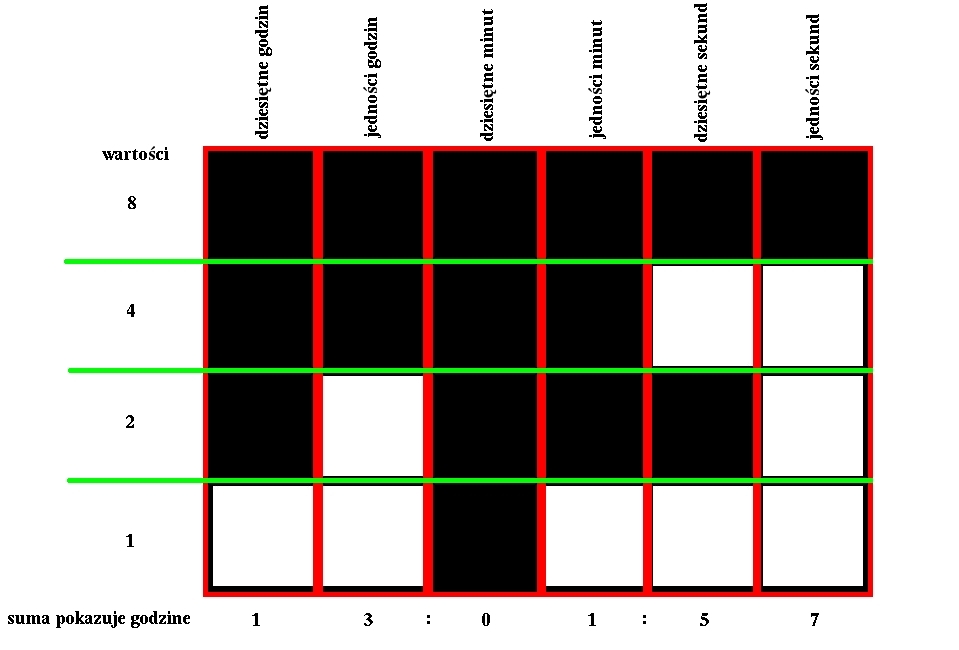 dziesiętne godzin
jedności godzin
dziesiętne minut
jedności minut
dziesiętne sekund
jedności sekund
wartości
8
4
2
1
suma pokazuje godzine 1 3 : 0 1 : 5 7